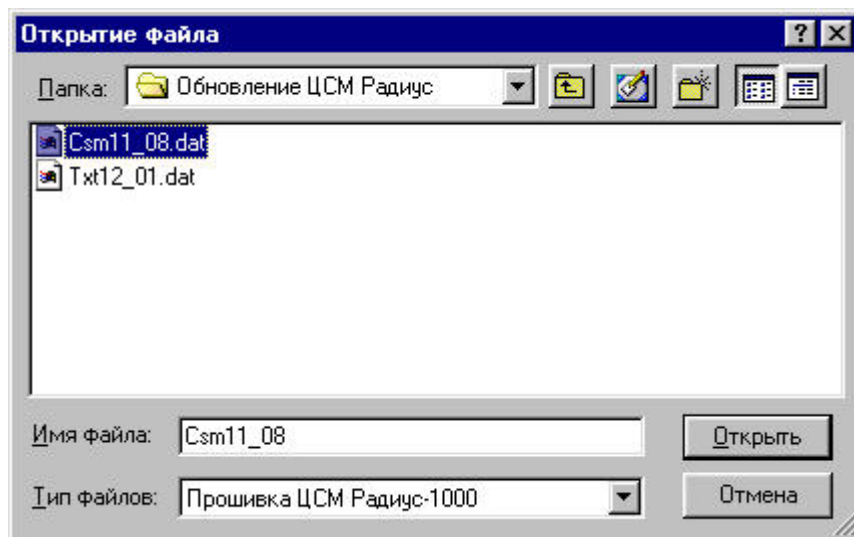 Открытие файла
Папка: Обновление ЦСМ Радиус
Csm11_08.dat
Txt12_01.dat
Имя файла: Csm11_08 Открыть
Тип файлов: Прошивка ЦСМ Радиус-1000 Отмена